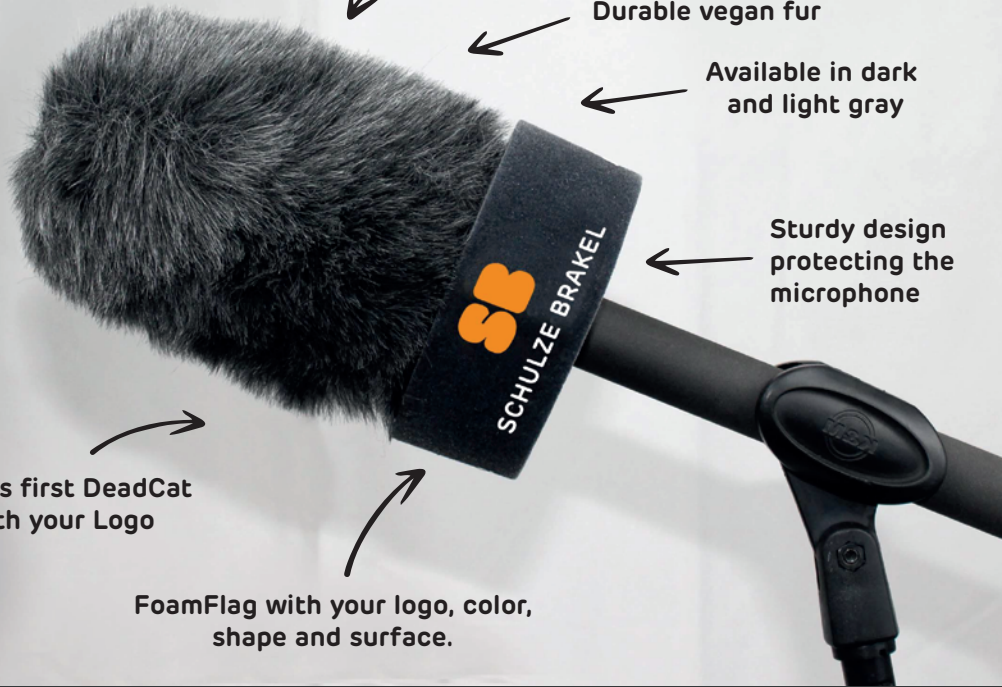 Durable vegan fur
Available in dark
and light gray
Sturdy design
protecting the
microphone
SB
SCHULZE BRAKEL
s first DeadCat
th your Logo
FoamFlag with your logo, color,
shape and surface.